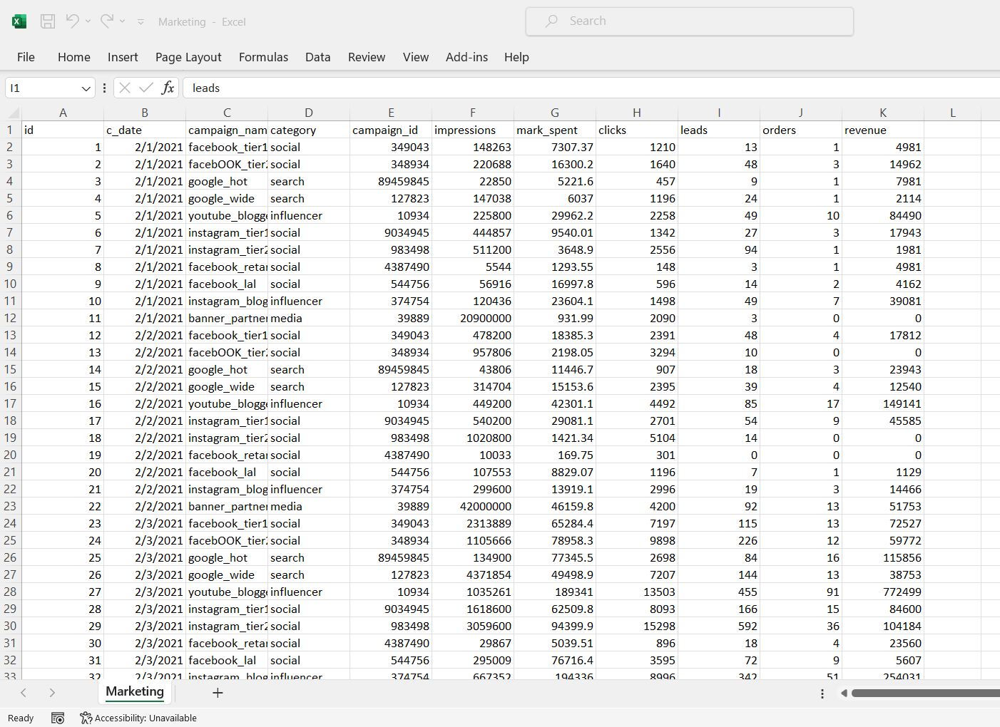 Marketing - Excel
Search
File Home Insert Page Layout Formulas Data Review View Add-ins Help
I1 fx leads
A B C D E F G H I J K L
1 id c_date campaign_nam category campaign_id impressions mark_spent clicks leads orders revenue
2 1 2/1/2021 facebook_tier1 social 349043 148263 7307.37 1210 13 1 4981
3 2 2/1/2021 facebOOK_tier2 social 348934 220688 16300.2 1640 48 3 14962
4 3 2/1/2021 google_hot search 89459845 22850 5221.6 457 9 1 7981
5 4 2/1/2021 google_wide search 127823 147038 6037 1196 24 1 2114
6 5 2/1/2021 youtube_blogge influencer 10934 225800 29962.2 2258 49 10 84490
7 6 2/1/2021 instagram_tier1 social 9034945 444857 9540.01 1342 27 3 17943
8 7 2/1/2021 instagram_tier2 social 983498 511200 3648.9 2556 94 1 1981
9 8 2/1/2021 facebook_retar social 4387490 5544 1293.55 148 3 1 4981
10 9 2/1/2021 facebook_lal social 544756 56916 16997.8 596 14 2 4162
11 10 2/1/2021 instagram_blog influencer 374754 120436 23604.1 1498 49 7 39081
12 11 2/1/2021 banner_partner media 39889 20900000 931.99 2090 3 0 0
13 12 2/2/2021 facebook_tier1 social 349043 478200 18385.3 2391 48 4 17812
14 13 2/2/2021 facebOOK_tier2 social 348934 957806 2198.05 3294 10 0 0
15 14 2/2/2021 google_hot search 89459845 43806 11446.7 907 18 3 23943
16 15 2/2/2021 google_wide search 127823 314704 15153.6 2395 39 4 12540
17 16 2/2/2021 youtube_blogge influencer 10934 449200 42301.1 4492 85 17 149141
18 17 2/2/2021 instagram_tier1 social 9034945 540200 29081.1 2701 54 9 45585
19 18 2/2/2021 instagram_tier2 social 983498 1020800 1421.34 5104 14 0 0
20 19 2/2/2021 facebook_retar social 4387490 10033 169.75 301 0 0 0
21 20 2/2/2021 facebook_lal social 544756 107553 8829.07 1196 7 1 1129
22 21 2/2/2021 instagram_blog influencer 374754 299600 13919.1 2996 19 3 14466
23 22 2/2/2021 banner_partner media 39889 42000000 46159.8 4200 92 13 51753
24 23 2/3/2021 facebook_tier1 social 349043 2313889 65284.4 7197 115 13 72527
25 24 2/3/2021 facebOOK_tier2 social 348934 1105666 78958.3 9898 226 12 59772
26 25 2/3/2021 google_hot search 89459845 134900 77345.5 2698 84 16 115856
27 26 2/3/2021 google_wide search 127823 4371854 49498.9 7207 144 13 38753
28 27 2/3/2021 youtube_blogge influencer 10934 1035261 189341 13503 455 91 772499
29 28 2/3/2021 instagram_tier1 social 9034945 1618600 62509.8 8093 166 15 84600
30 29 2/3/2021 instagram_tier2 social 983498 3059600 94399.9 15298 592 36 104184
31 30 2/3/2021 facebook_retar social 4387490 29867 5039.51 896 18 4 23560
32 31 2/3/2021 facebook_lal social 544756 295009 76716.4 3595 72 9 5607
33 32 2/3/2021 instagram_blog influencer 374754 667352 194336 8996 342 51 254031
Marketing
Ready Accessibility: Unavailable